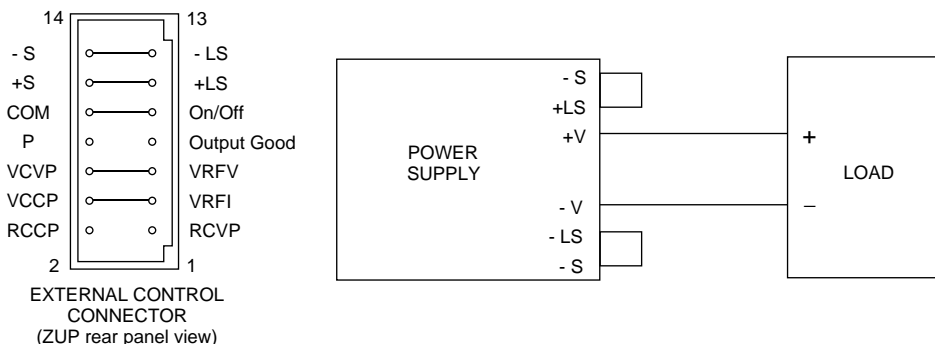 14 13
- S - LS
+S +LS
COM On/Off
P Output Good
VCVP VRFV
VCCP VRFI
RCCP RCVP
2 1
EXTERNAL CONTROL
CONNECTOR
(ZUP rear panel view)
POWER
SUPPLY
- S
+LS
+V
- V
- LS
- S
+
LOAD
−